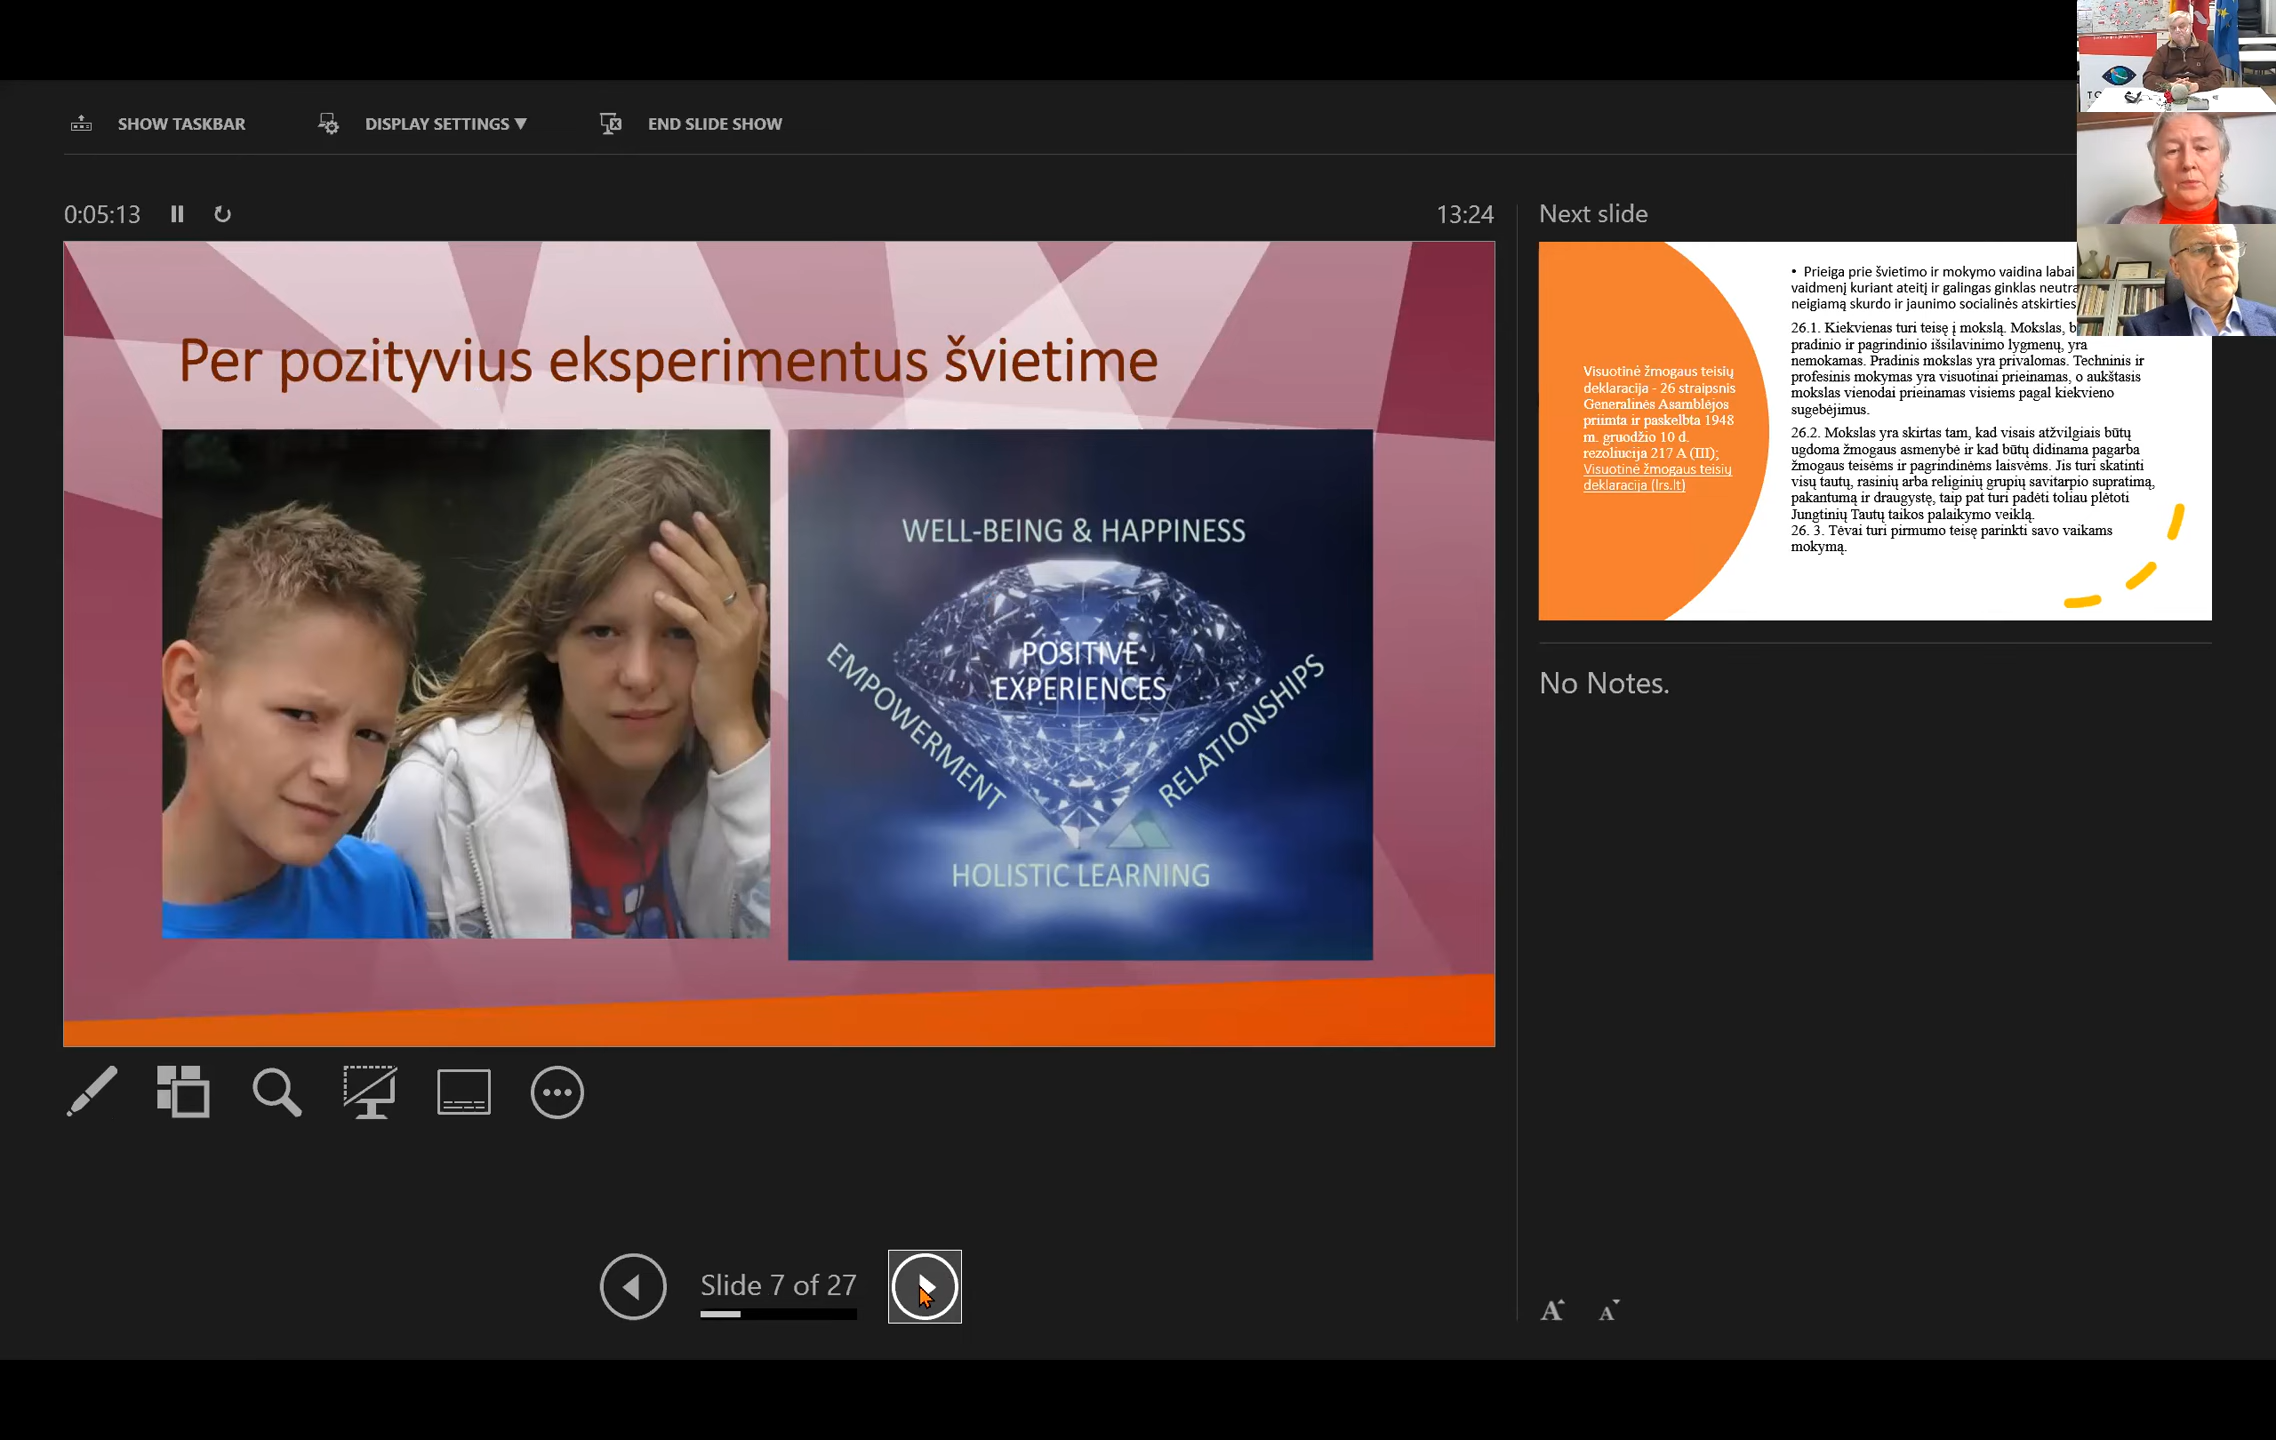 SHOW TASKBAR
DISPLAY SETTINGS ▼
END SLIDE SHOW
0:05:13
13:24
Next slide
Per pozityvius eksperimentus švietime
WELL-BEING & HAPPINESS
POSITIVE
EXPERIENCES
EMPOWERMENT
RELATIONSHIPS
HOLISTIC LEARNING
Visuotinė žmogaus teisių
deklaracija - 26 straipsnis
Generalinės Asamblėjos
priimta ir paskelbta 1948
m. gruodžio 10 d.
rezoliucija 217 A (III);
Visuotinė žmogaus teisių
deklaracija (lrs.lt)
• Prieiga prie švietimo ir mokymo vaidina labai
vaidmenį kuriant ateitį ir galingas ginklas
neigiamą skurdo ir jaunimo socialinės atskirties
26.1. Kiekvienas turi teisę į mokslą. Mokslas,
pradinio ir pagrindinio išsilavinimo lygmenų, yra
nemokamas. Pradinis mokslas yra privalomas. Techninis ir
profesinis mokymas yra visuotinai prieinamas, o aukštasis
mokslas vienodai prieinamas visiems pagal kiekvieno
sugebėjimus.
26.2. Mokslas yra skirtas tam, kad visais atžvilgiais būtų
ugdoma žmogaus asmenybė ir kad būtų didinama pagarba
žmogaus teisėms ir pagrindinėms laisvėms. Jis turi skatinti
visų tautų, rasinių arba religinių grupių savitarpio supratimą,
pakantumą ir draugystę, taip pat turi padėti toliau plėtoti
Jungtinių Tautų taikos palaikymo veiklą.
26. 3. Tėvai turi pirmumo teisę parinkti savo vaikams
mokymą.
No Notes.
Slide 7 of 27
A A